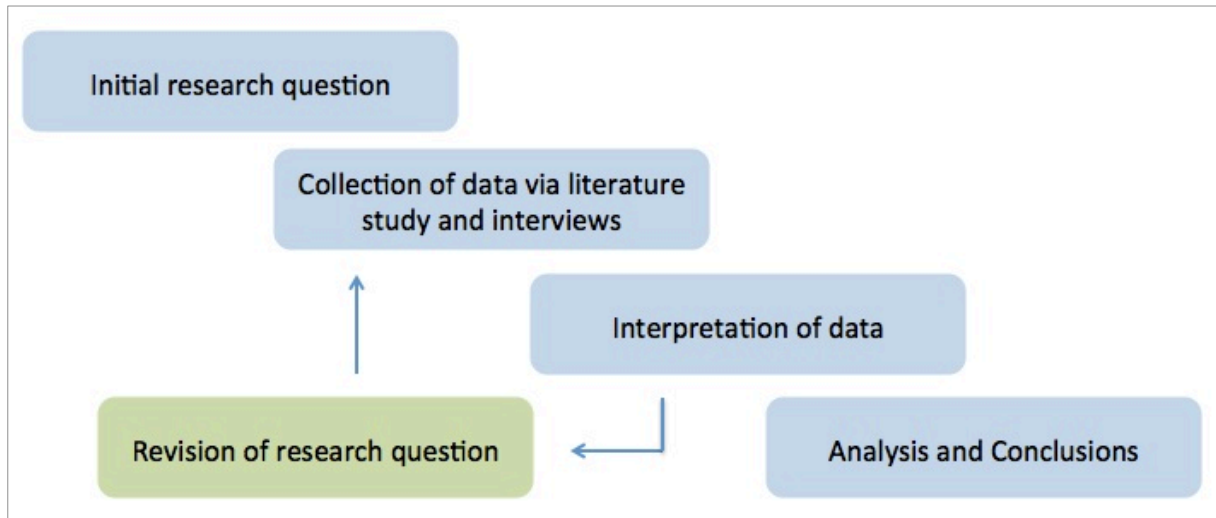 Initial research question
Collection of data via literature
study and interviews
Interpretation of data
Revision of research question
Analysis and Conclusions